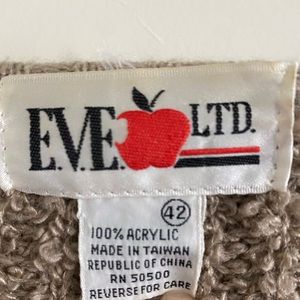 E.V.E. LTD.
42
100% ACRYLIC
MADE IN TAIWAN
REPUBLIC OF CHINA
RN 50500
REVERSE FOR CARE